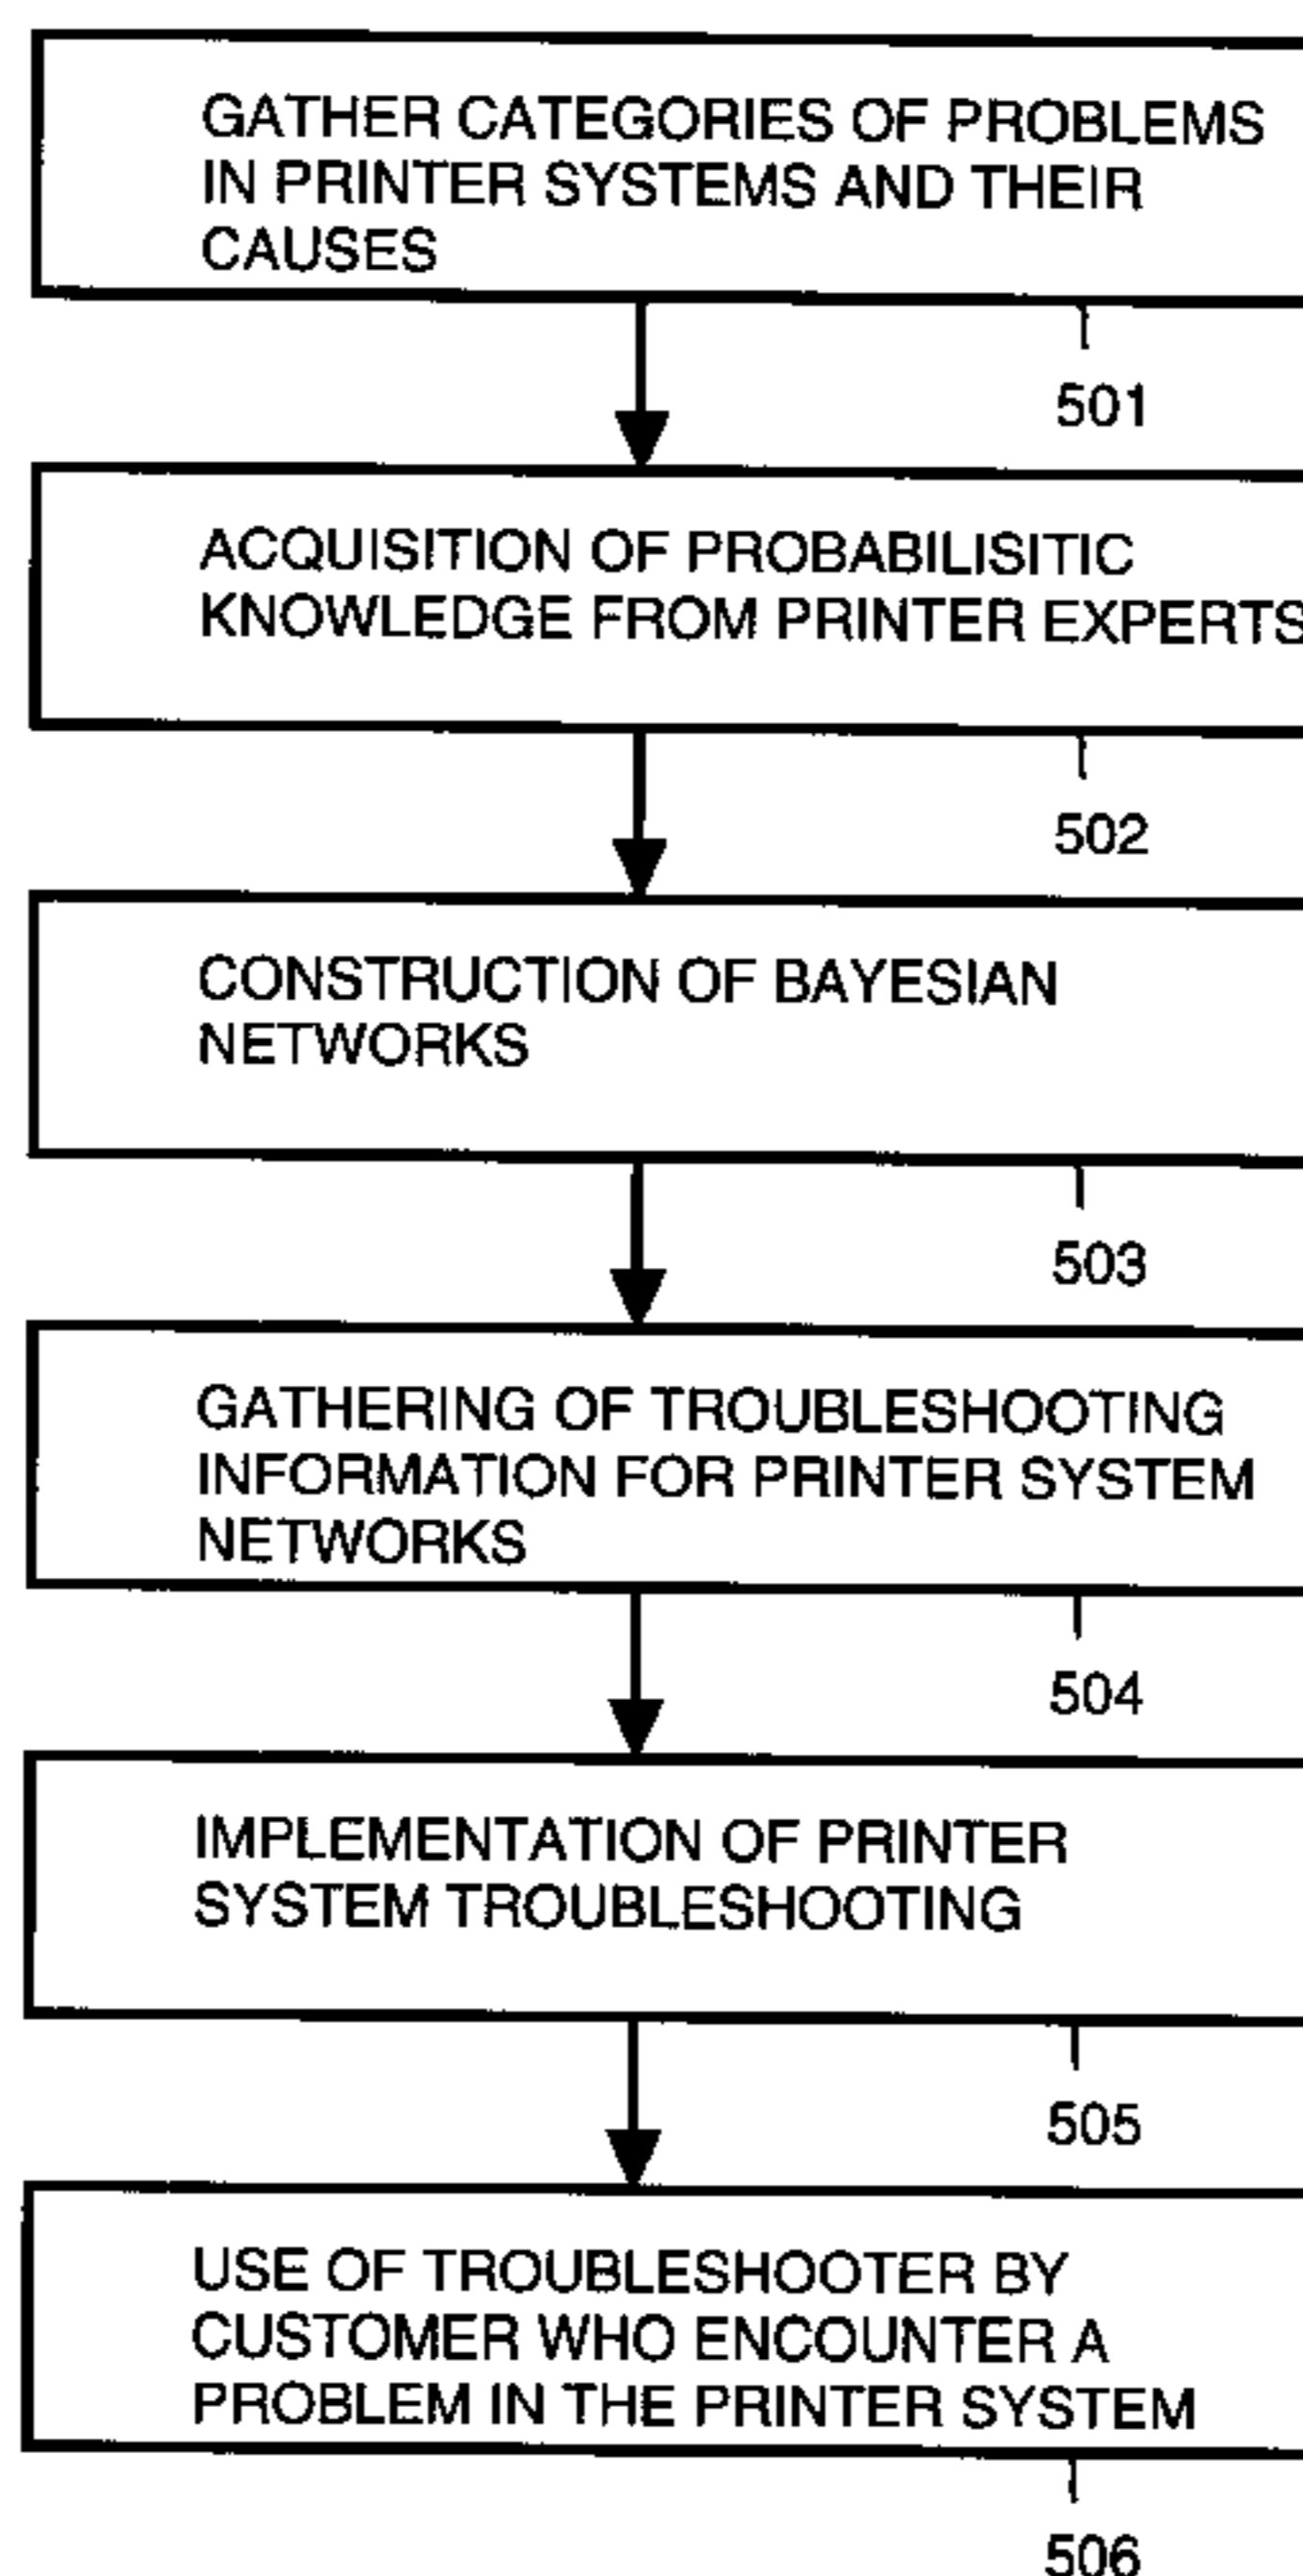 GATHER CATEGORIES OF PROBLEMS
IN PRINTER SYSTEMS AND THEIR
CAUSES
501
ACQUISITION OF PROBABILISITIC
KNOWLEDGE FROM PRINTER EXPERTS
502
CONSTRUCTION OF BAYESIAN
NETWORKS
503
GATHERING OF TROUBLESHOOTING
INFORMATION FOR PRINTER SYSTEM
NETWORKS
504
IMPLEMENTATION OF PRINTER
SYSTEM TROUBLESHOOTING
505
USE OF TROUBLESHOOTER BY
CUSTOMER WHO ENCOUNTER A
PROBLEM IN THE PRINTER SYSTEM
506